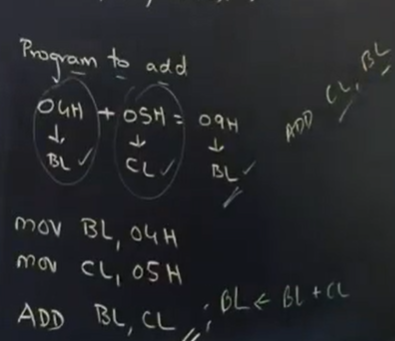 Program to add
04H + 05H = 09H
↓ ↓ ↓
BL ✓ CL ✓ BL ✓
ADD CL, BL
MOV BL, 04H
MOV CL, 05H
ADD BL, CL ; BL ← BL + CL